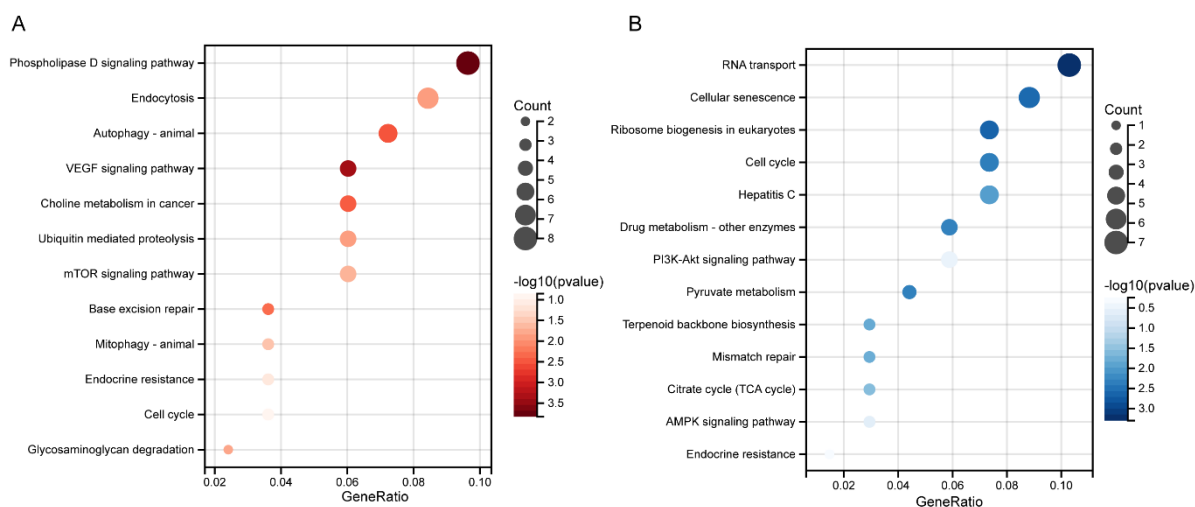 A
Phospholipase D signaling pathway
Endocytosis
Autophagy - animal
VEGF signaling pathway
Choline metabolism in cancer
Ubiquitin mediated proteolysis
mTOR signaling pathway
Base excision repair
Mitophagy - animal
Endocrine resistance
Cell cycle
Glycosaminoglycan degradation
0.02 0.04 0.06 0.08 0.10
GeneRatio
Count
2
3
4
5
6
7
8
-log10(pvalue)
1.0
1.5
2.0
2.5
3.0
3.5
B
RNA transport
Cellular senescence
Ribosome biogenesis in eukaryotes
Cell cycle
Hepatitis C
Drug metabolism - other enzymes
PI3K-Akt signaling pathway
Pyruvate metabolism
Terpenoid backbone biosynthesis
Mismatch repair
Citrate cycle (TCA cycle)
AMPK signaling pathway
Endocrine resistance
0.02 0.04 0.06 0.08 0.10
GeneRatio
Count
1
2
3
4
5
6
7
-log10(pvalue)
0.5
1.0
1.5
2.0
2.5
3.0